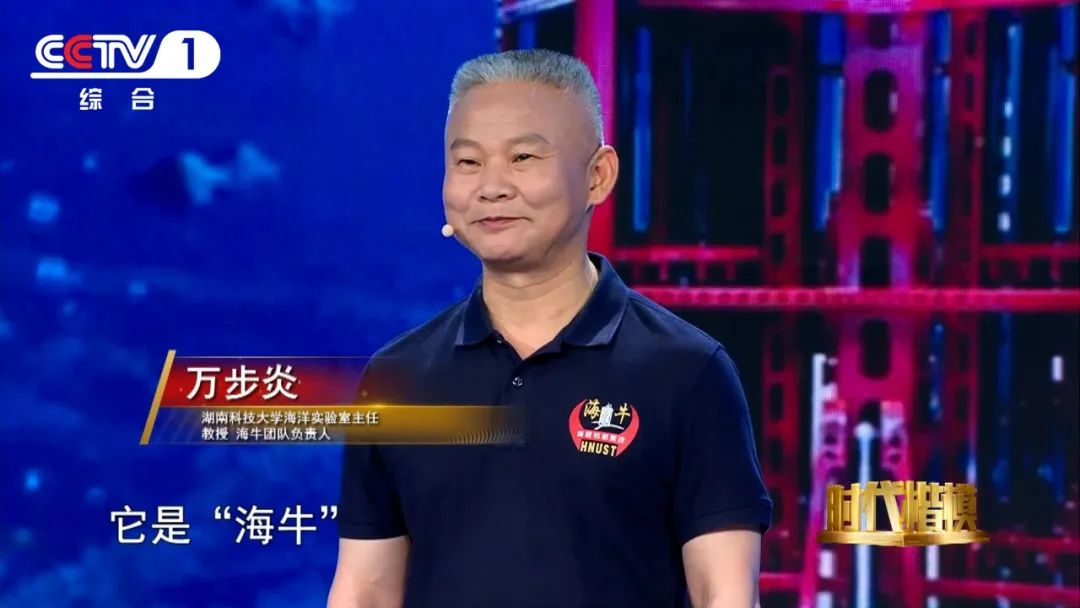 CCTV 1
综合
万步炎
湖南科技大学海洋实验室主任
教授 海牛团队负责人
海牛
HNUST
它是“海牛”
时代楷模